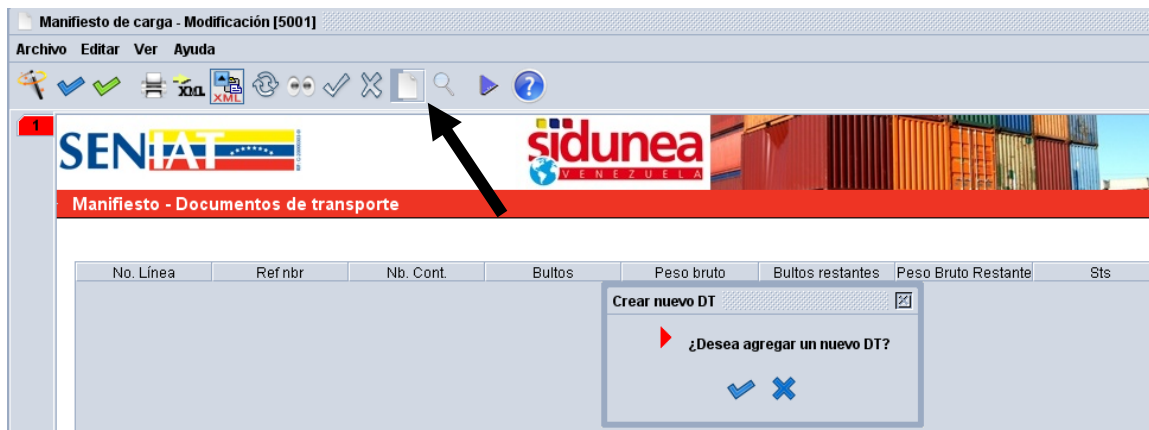 Manifiesto de carga - Modificación [5001]
Archivo Editar Ver Ayuda
XML
1
SENIAT
sidunea
VENEZUELA
Manifiesto - Documentos de transporte
No. Línea Ref nbr Nb. Cont. Bultos Peso bruto Bultos restantes Peso Bruto Restante Sts
Crear nuevo DT
¿Desea agregar un nuevo DT?